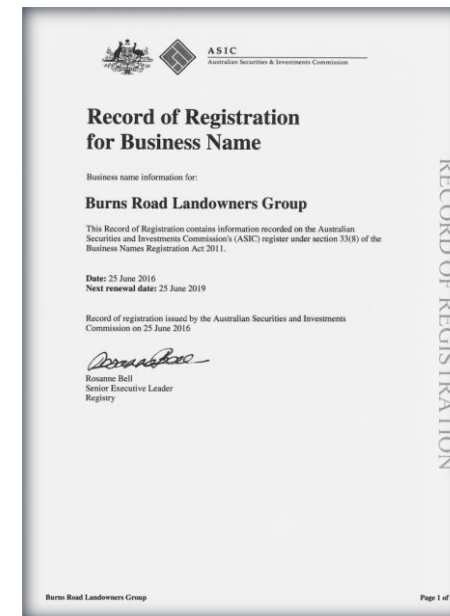 ASIC
Australian Securities & Investments Commission
Record of Registration
for Business Name
Business name information for:
Burns Road Landowners Group
This Record of Registration contains information recorded on the Australian
Securities and Investments Commission's (ASIC) register under section 33(8) of the
Business Names Registration Act 2011.
Date: 25 June 2016
Next renewal date: 25 June 2019
Record of registration issued by the Australian Securities and Investments
Commission on 25 June 2016
Rosanne Bell
Senior Executive Leader
Registry
RECORD OF REGISTRATION
Burns Road Landowners Group
Page 1 of